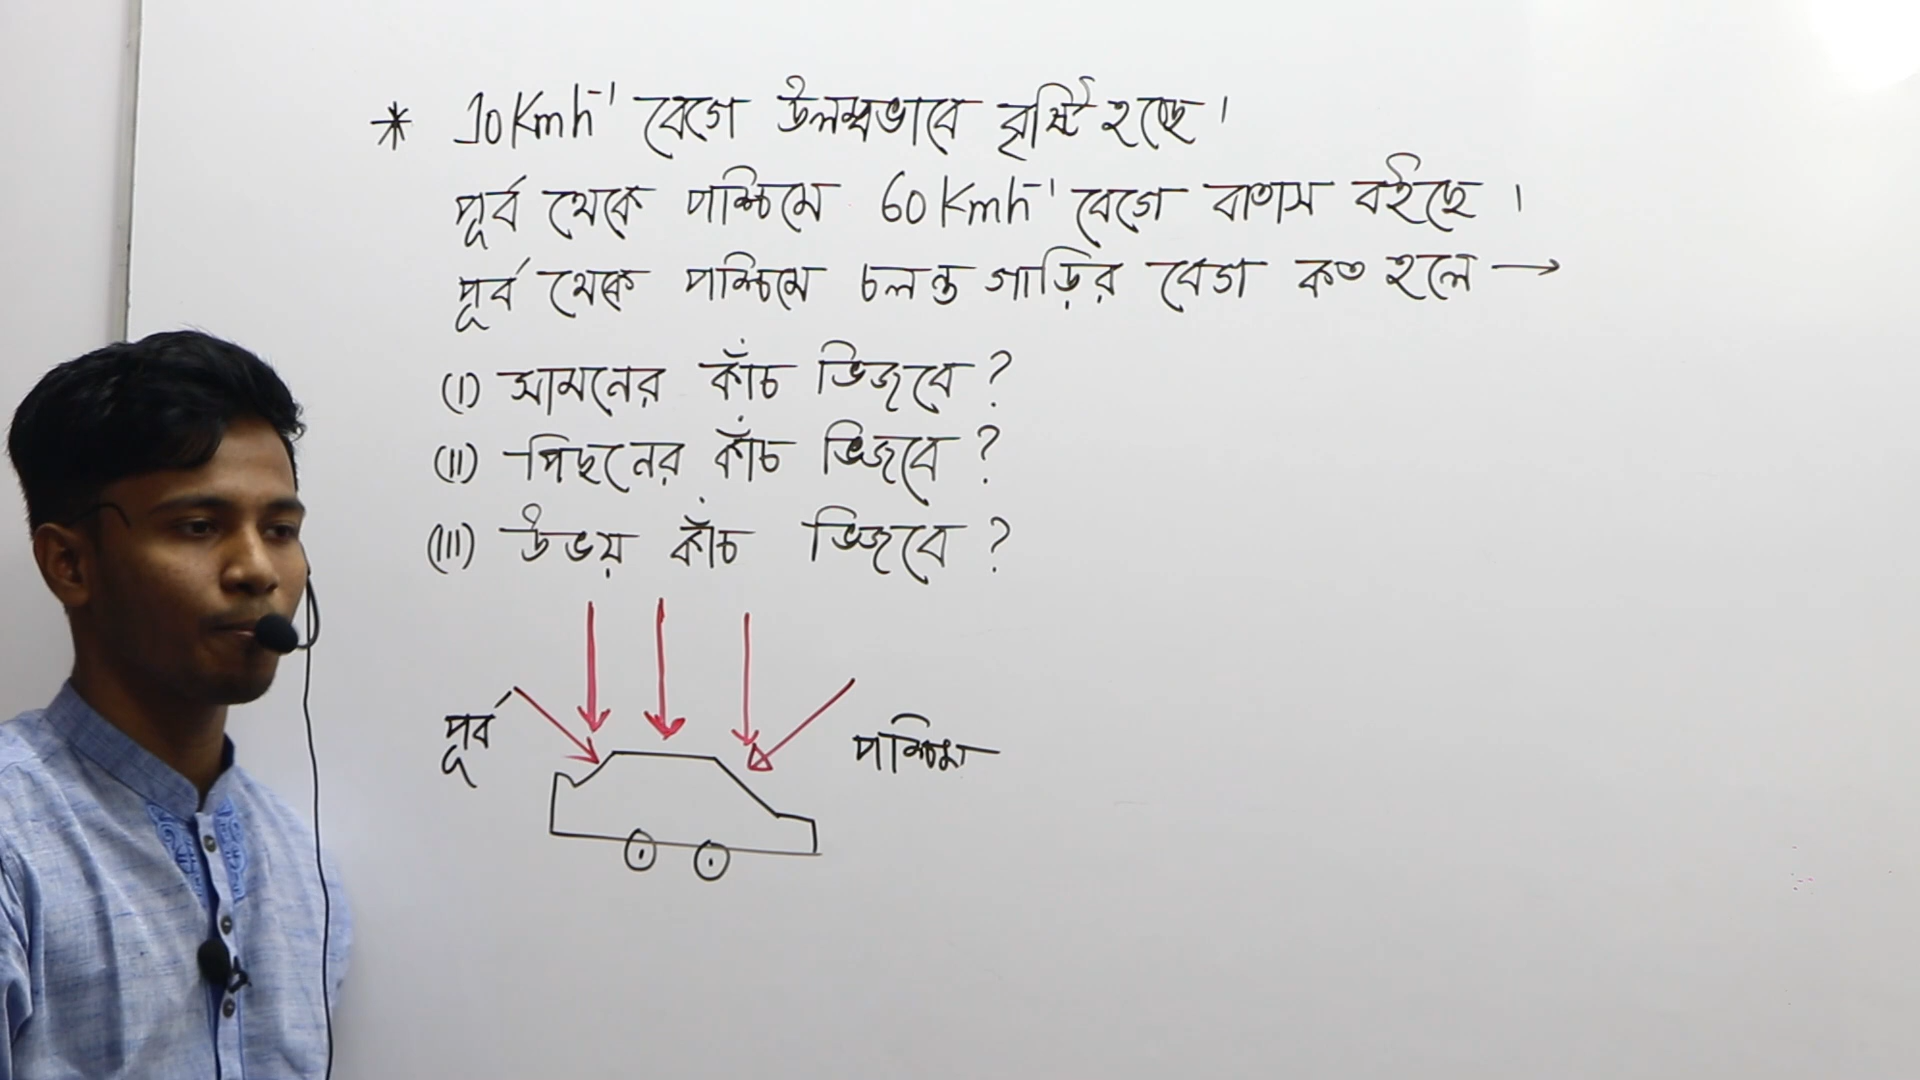 * 10 Kmh⁻¹ বেগে উলম্বভাবে বৃষ্টি হচ্ছে।
পূর্ব থেকে পশ্চিমে 60 Kmh⁻¹ বেগে বাতাস বইছে।
পূর্ব থেকে পশ্চিমে চলন্ত গাড়ির বেগ কত হলে →
(I) সামনের কাঁচ ভিজবে?
(II) পিছনের কাঁচ ভিজবে?
(III) উভয় কাঁচ ভিজবে?
পূর্ব
পশ্চিম